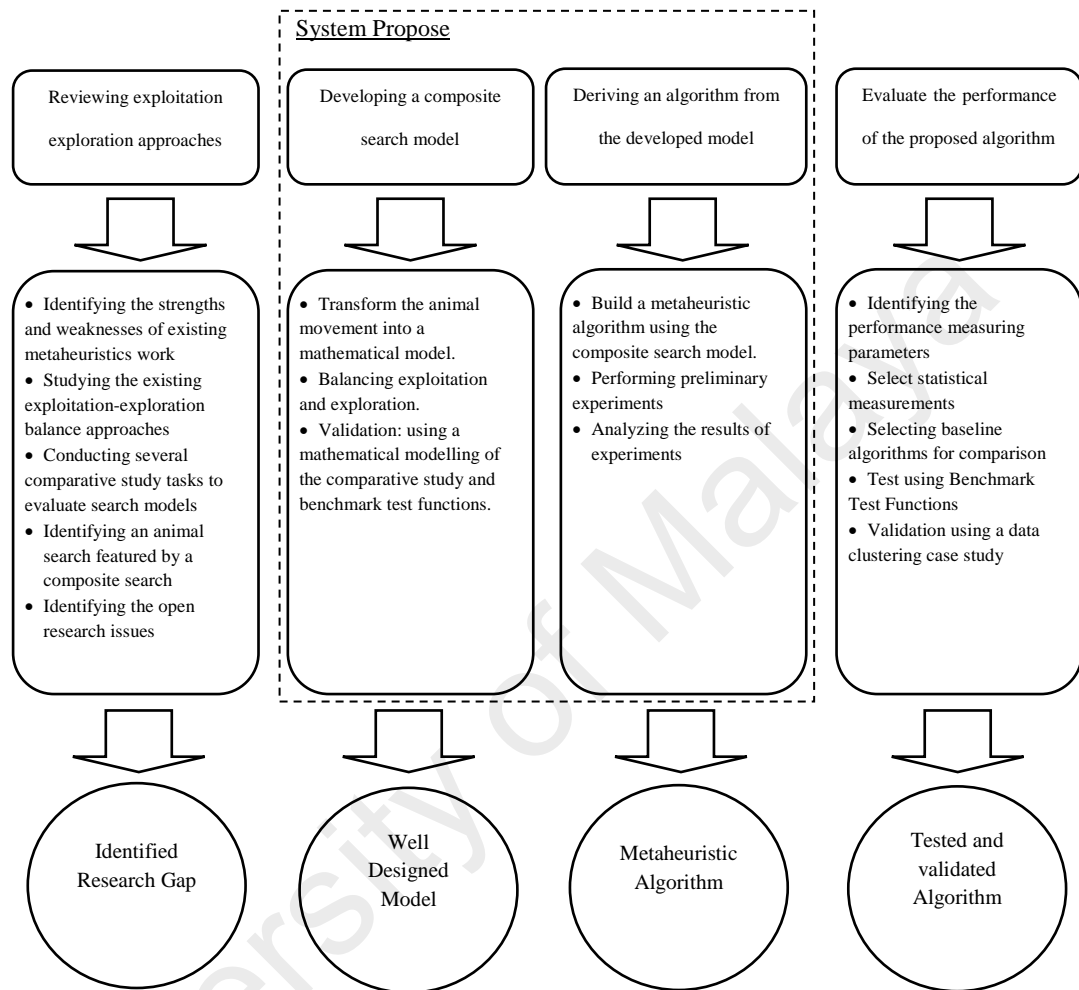 System Propose
Reviewing exploitation
exploration approaches
Developing a composite
search model
Deriving an algorithm from
the developed model
Evaluate the performance
of the proposed algorithm
• Identifying the strengths
and weaknesses of existing
metaheuristics work
• Studying the existing
exploitation-exploration
balance approaches
• Conducting several
comparative study tasks to
evaluate search models
• Identifying an animal
search featured by a
composite search
• Identifying the open
research issues
• Transform the animal
movement into a
mathematical model.
• Balancing exploitation
and exploration.
• Validation: using a
mathematical modelling of
the comparative study and
benchmark test functions.
• Build a metaheuristic
algorithm using the
composite search model.
• Performing preliminary
experiments
• Analyzing the results of
experiments
• Identifying the
performance measuring
parameters
• Select statistical
measurements
• Selecting baseline
algorithms for comparison
• Test using Benchmark
Test Functions
• Validation using a data
clustering case study
Identified
Research Gap
Well
Designed
Model
Metaheuristic
Algorithm
Tested and
validated
Algorithm
ersity of Malaya